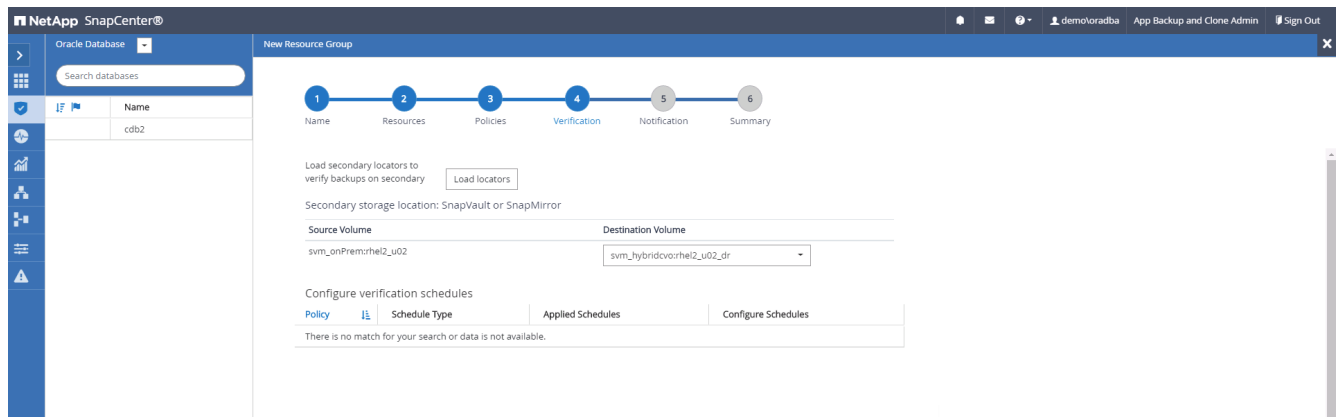 NetApp SnapCenter®
demo\oradba App Backup and Clone Admin Sign Out
Oracle Database
New Resource Group
Search databases
Name
cdb2
1 2 3 4 5 6
Name Resources Policies Verification Notification Summary
Load secondary locators to
verify backups on secondary
Load locators
Secondary storage location: SnapVault or SnapMirror
Source Volume Destination Volume
svm_onPrem:rhel2_u02 svm_hybridcvo:rhel2_u02_dr
Configure verification schedules
Policy Schedule Type Applied Schedules Configure Schedules
There is no match for your search or data is not available.